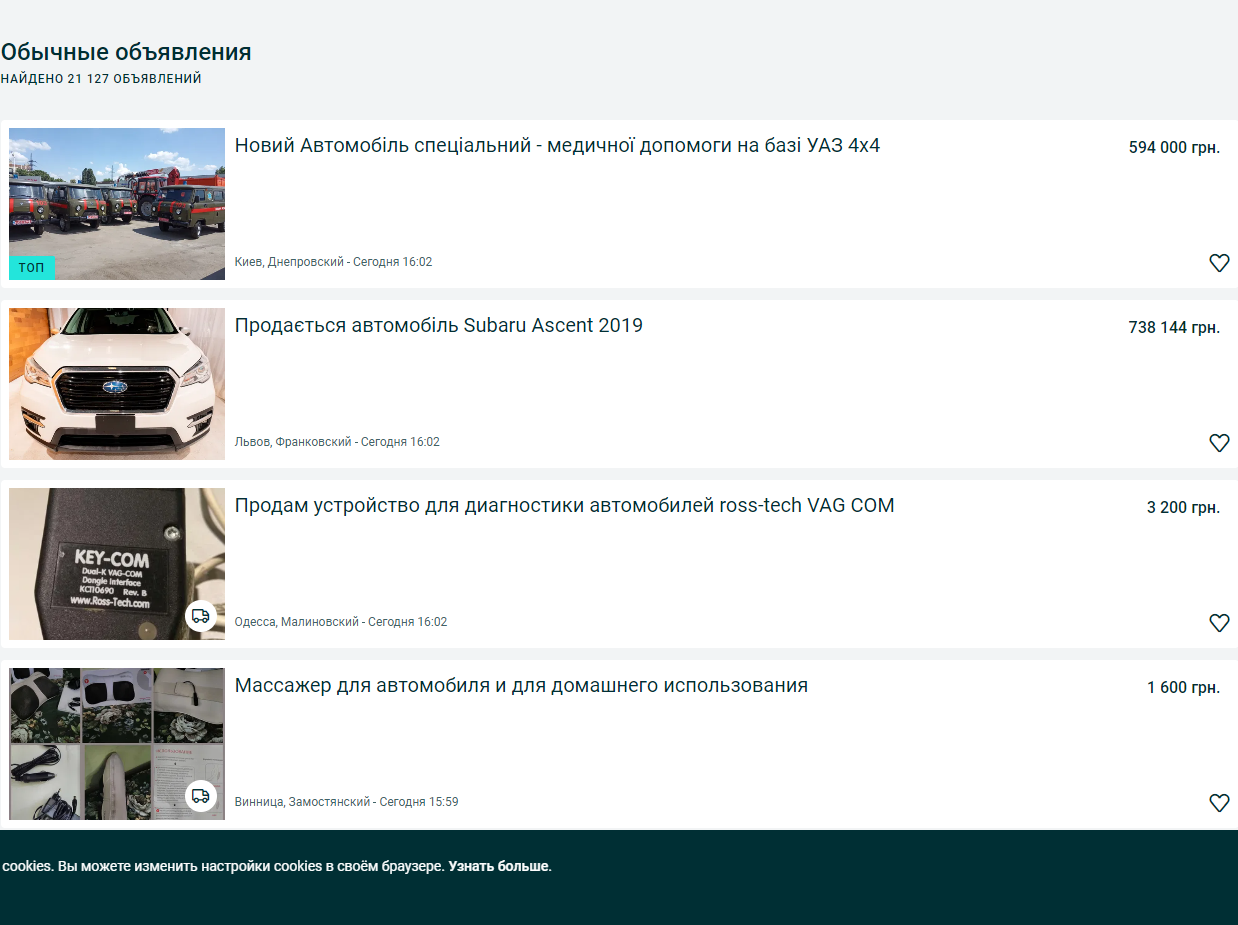 Обычные объявления
НАЙДЕНО 21 127 ОБЪЯВЛЕНИЙ
Новий Автомобіль спеціальний - медичної допомоги на базі УАЗ 4х4
594 000 грн.
ТОП
Киев, Днепровский - Сегодня 16:02
Продається автомобіль Subaru Ascent 2019
738 144 грн.
Львов, Франковский - Сегодня 16:02
Продам устройство для диагностики автомобилей ross-tech VAG COM
3 200 грн.
KEY-COM
Dual-K VAG-COM
Dongle Interface
KC110690 Rev. B
www.Ross-Tech.com
Одесса, Малиновский - Сегодня 16:02
Массажер для автомобиля и для домашнего использования
1 600 грн.
Винница, Замостянский - Сегодня 15:59
cookies. Вы можете изменить настройки cookies в своём браузере. Узнать больше.